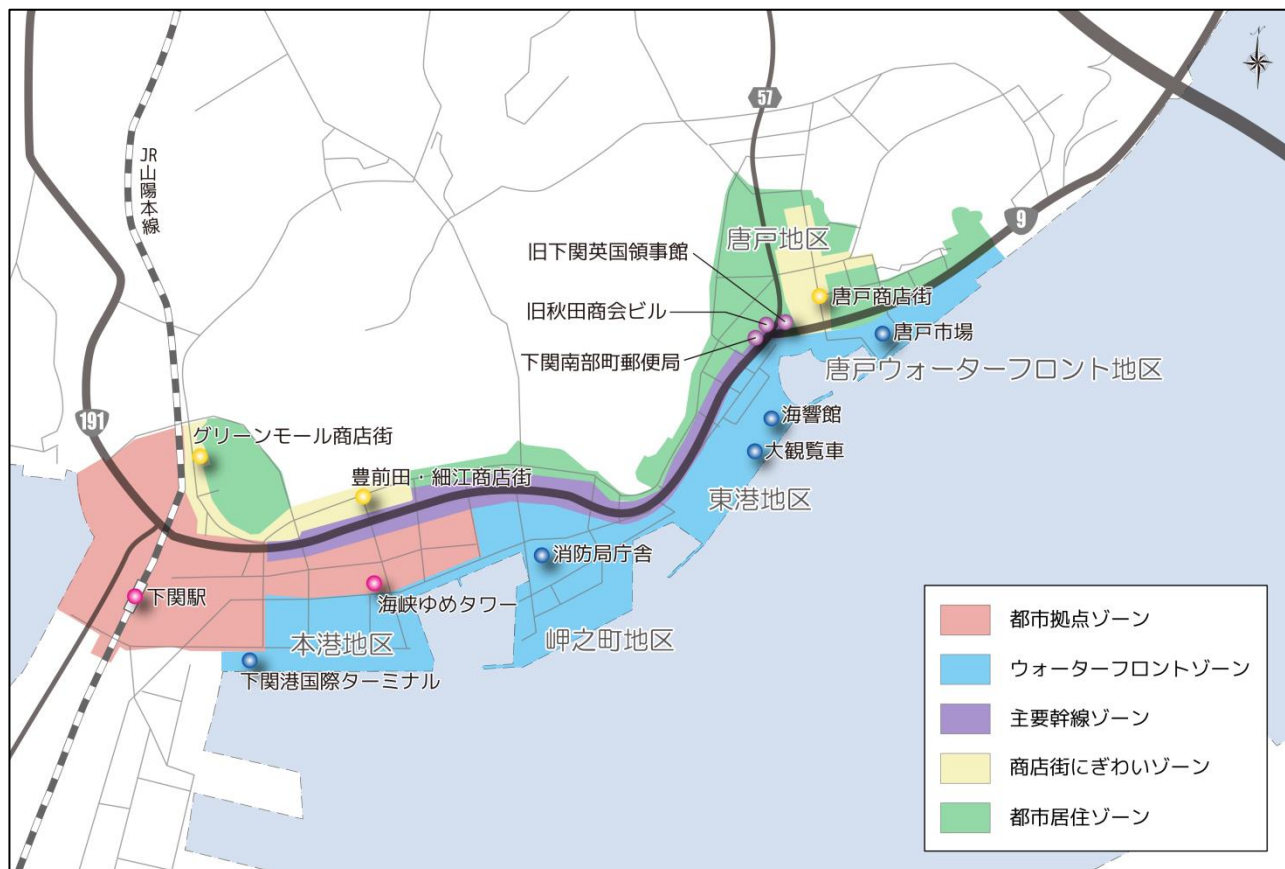 N
57
JR山陽本線
9
唐戸地区
旧下関英国領事館
唐戸商店街
旧秋田商会ビル
唐戸市場
下関南部町郵便局
唐戸ウォーターフロント地区
191
海響館
グリーンモール商店街
大観覧車
豊前田・細江商店街
東港地区
消防局庁舎
下関駅
海峡ゆめタワー
本港地区
岬之町地区
下関港国際ターミナル
都市拠点ゾーン
ウォーターフロントゾーン
主要幹線ゾーン
商店街にぎわいゾーン
都市居住ゾーン